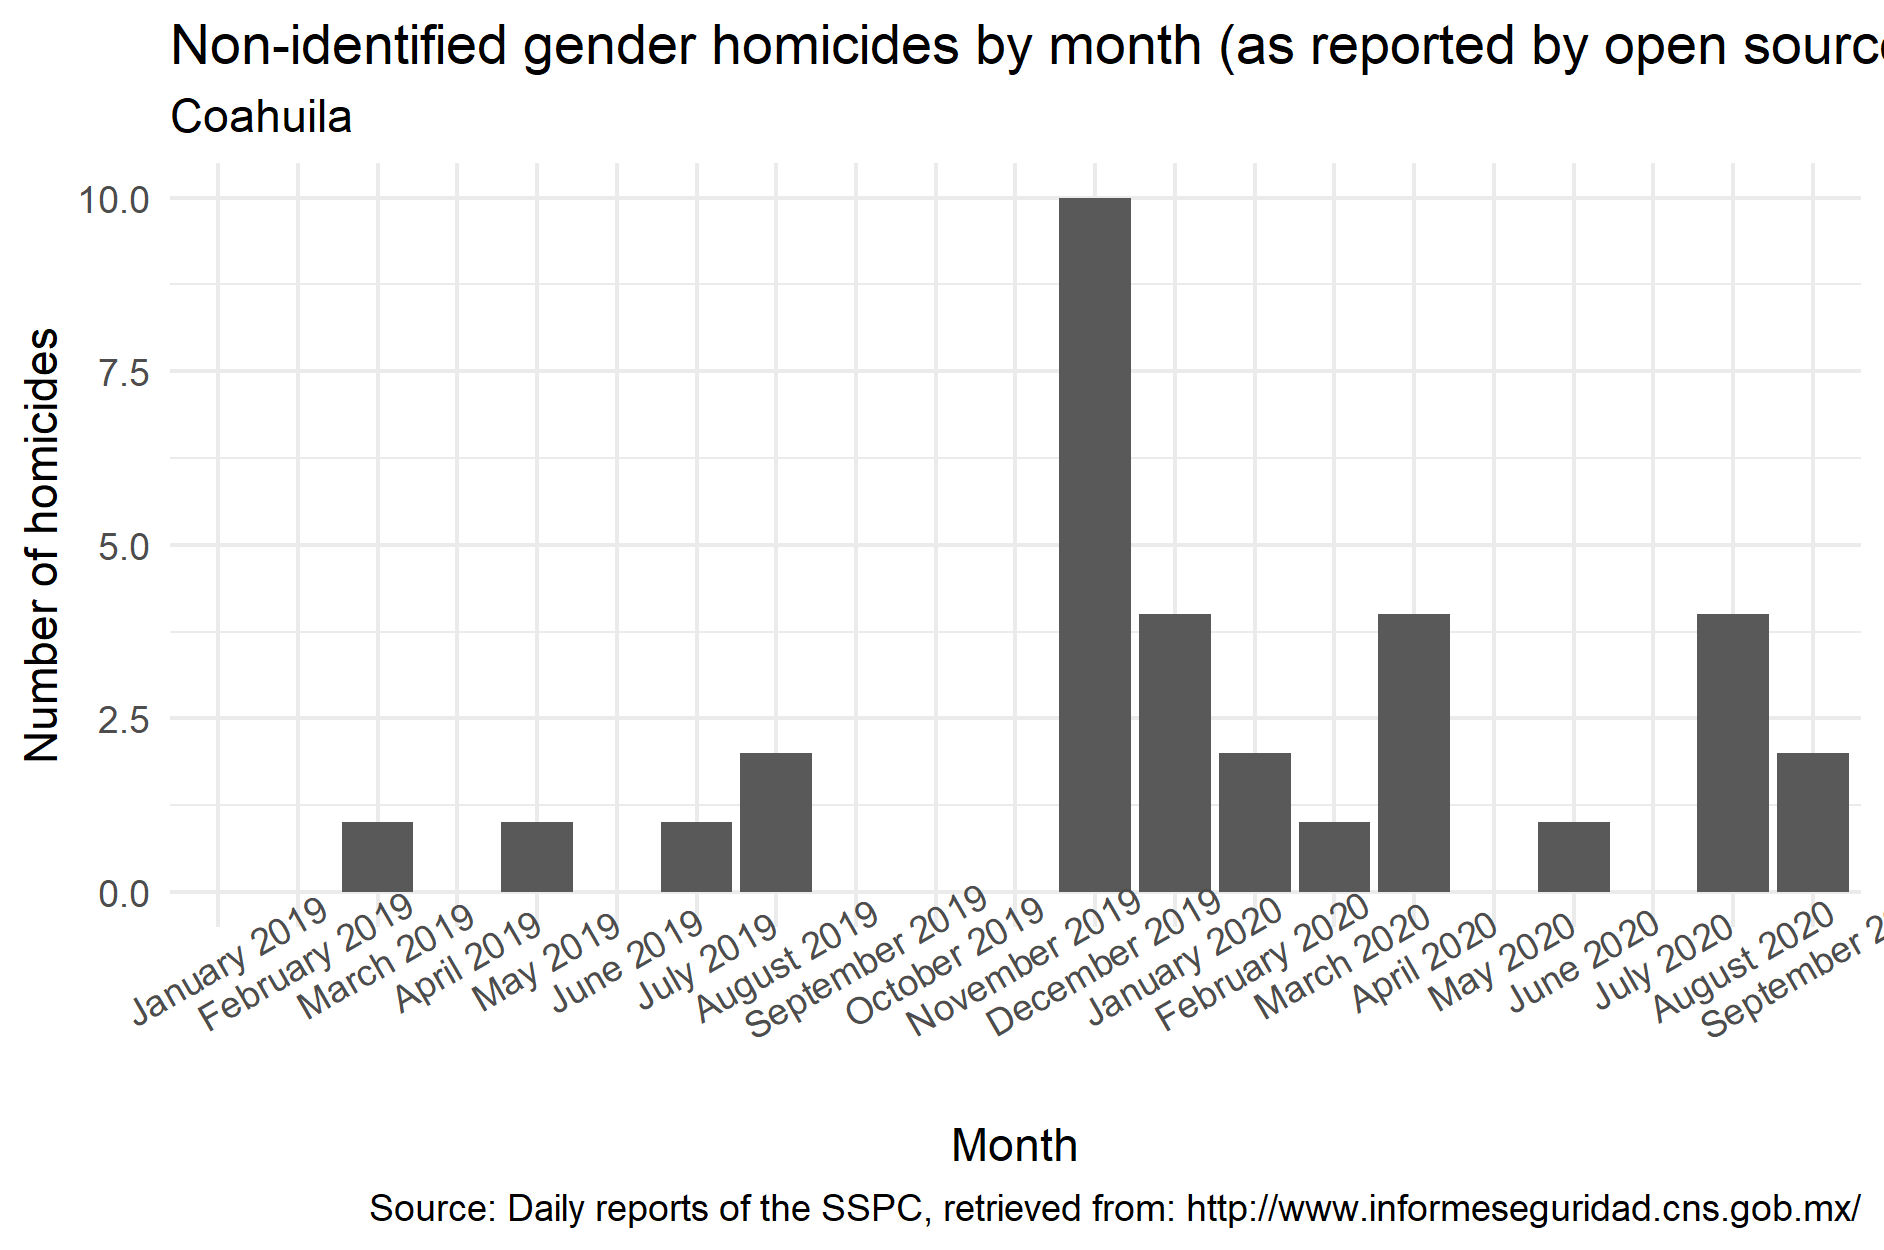 Non-identified gender homicides by month (as reported by open
Coahuila
Number of homicides
10.0
7.5
5.0
2.5
0.0
January 2019
February 2019
March 2019
April 2019
May 2019
June 2019
July 2019
August 2019
September 2019
October 2019
November 2019
December 2019
January 2020
February 2020
March 2020
April 2020
May 2020
June 2020
July 2020
August 2020
September
Month
Source: Daily reports of the SSPC, retrieved from: http://www.informeseguridad.cns.gob.mx/